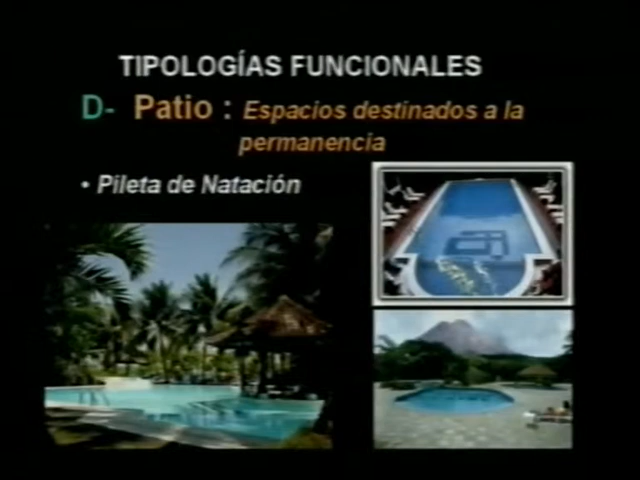 TIPOLOGÍAS FUNCIONALES
D- Patio : Espacios destinados a la
permanencia
• Pileta de Natación